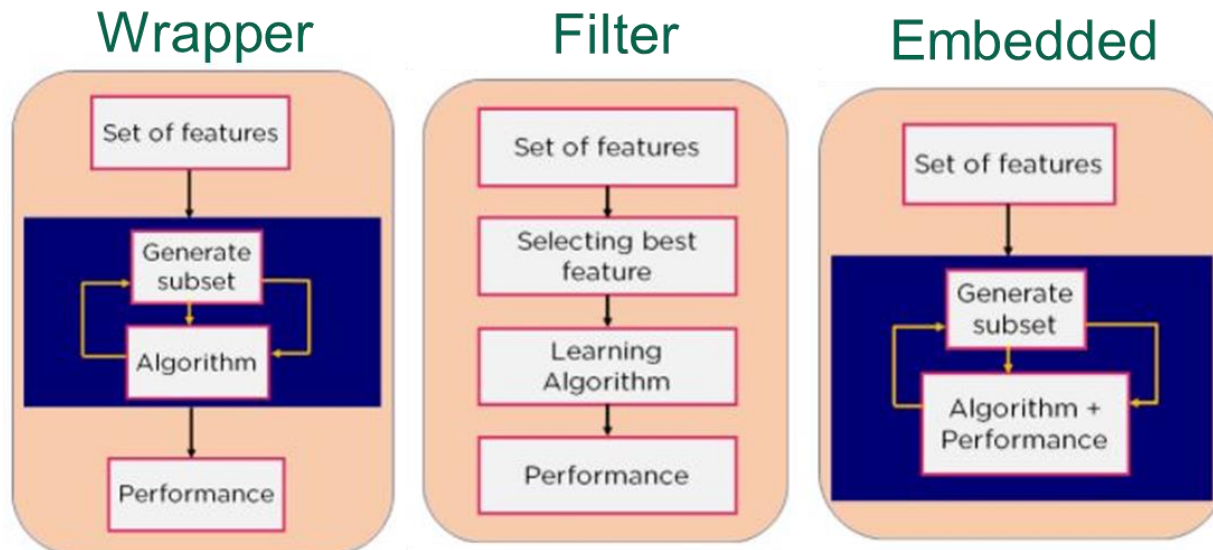 Wrapper
Set of features
Generate
subset
Algorithm
Performance
Filter
Set of features
Selecting best
feature
Learning
Algorithm
Performance
Embedded
Set of features
Generate
subset
Algorithm +
Performance